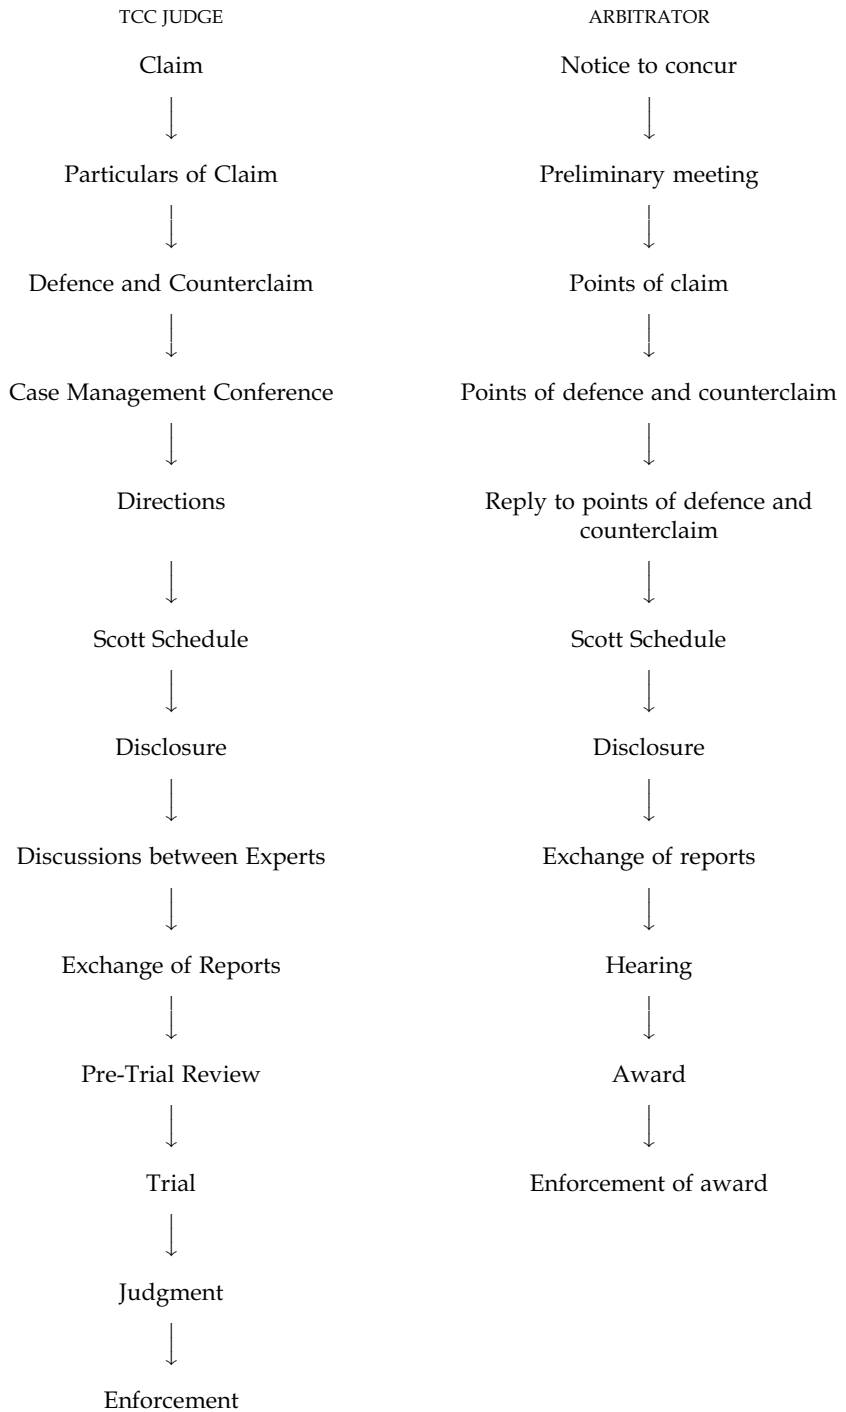 TCC JUDGE
Claim
Particulars of Claim
Defence and Counterclaim
Case Management Conference
Directions
Scott Schedule
Disclosure
Discussions between Experts
Exchange of Reports
Pre-Trial Review
Trial
Judgment
Enforcement
ARBITRATOR
Notice to concur
Preliminary meeting
Points of claim
Points of defence and counterclaim
Reply to points of defence and
counterclaim
Scott Schedule
Disclosure
Exchange of reports
Hearing
Award
Enforcement of award